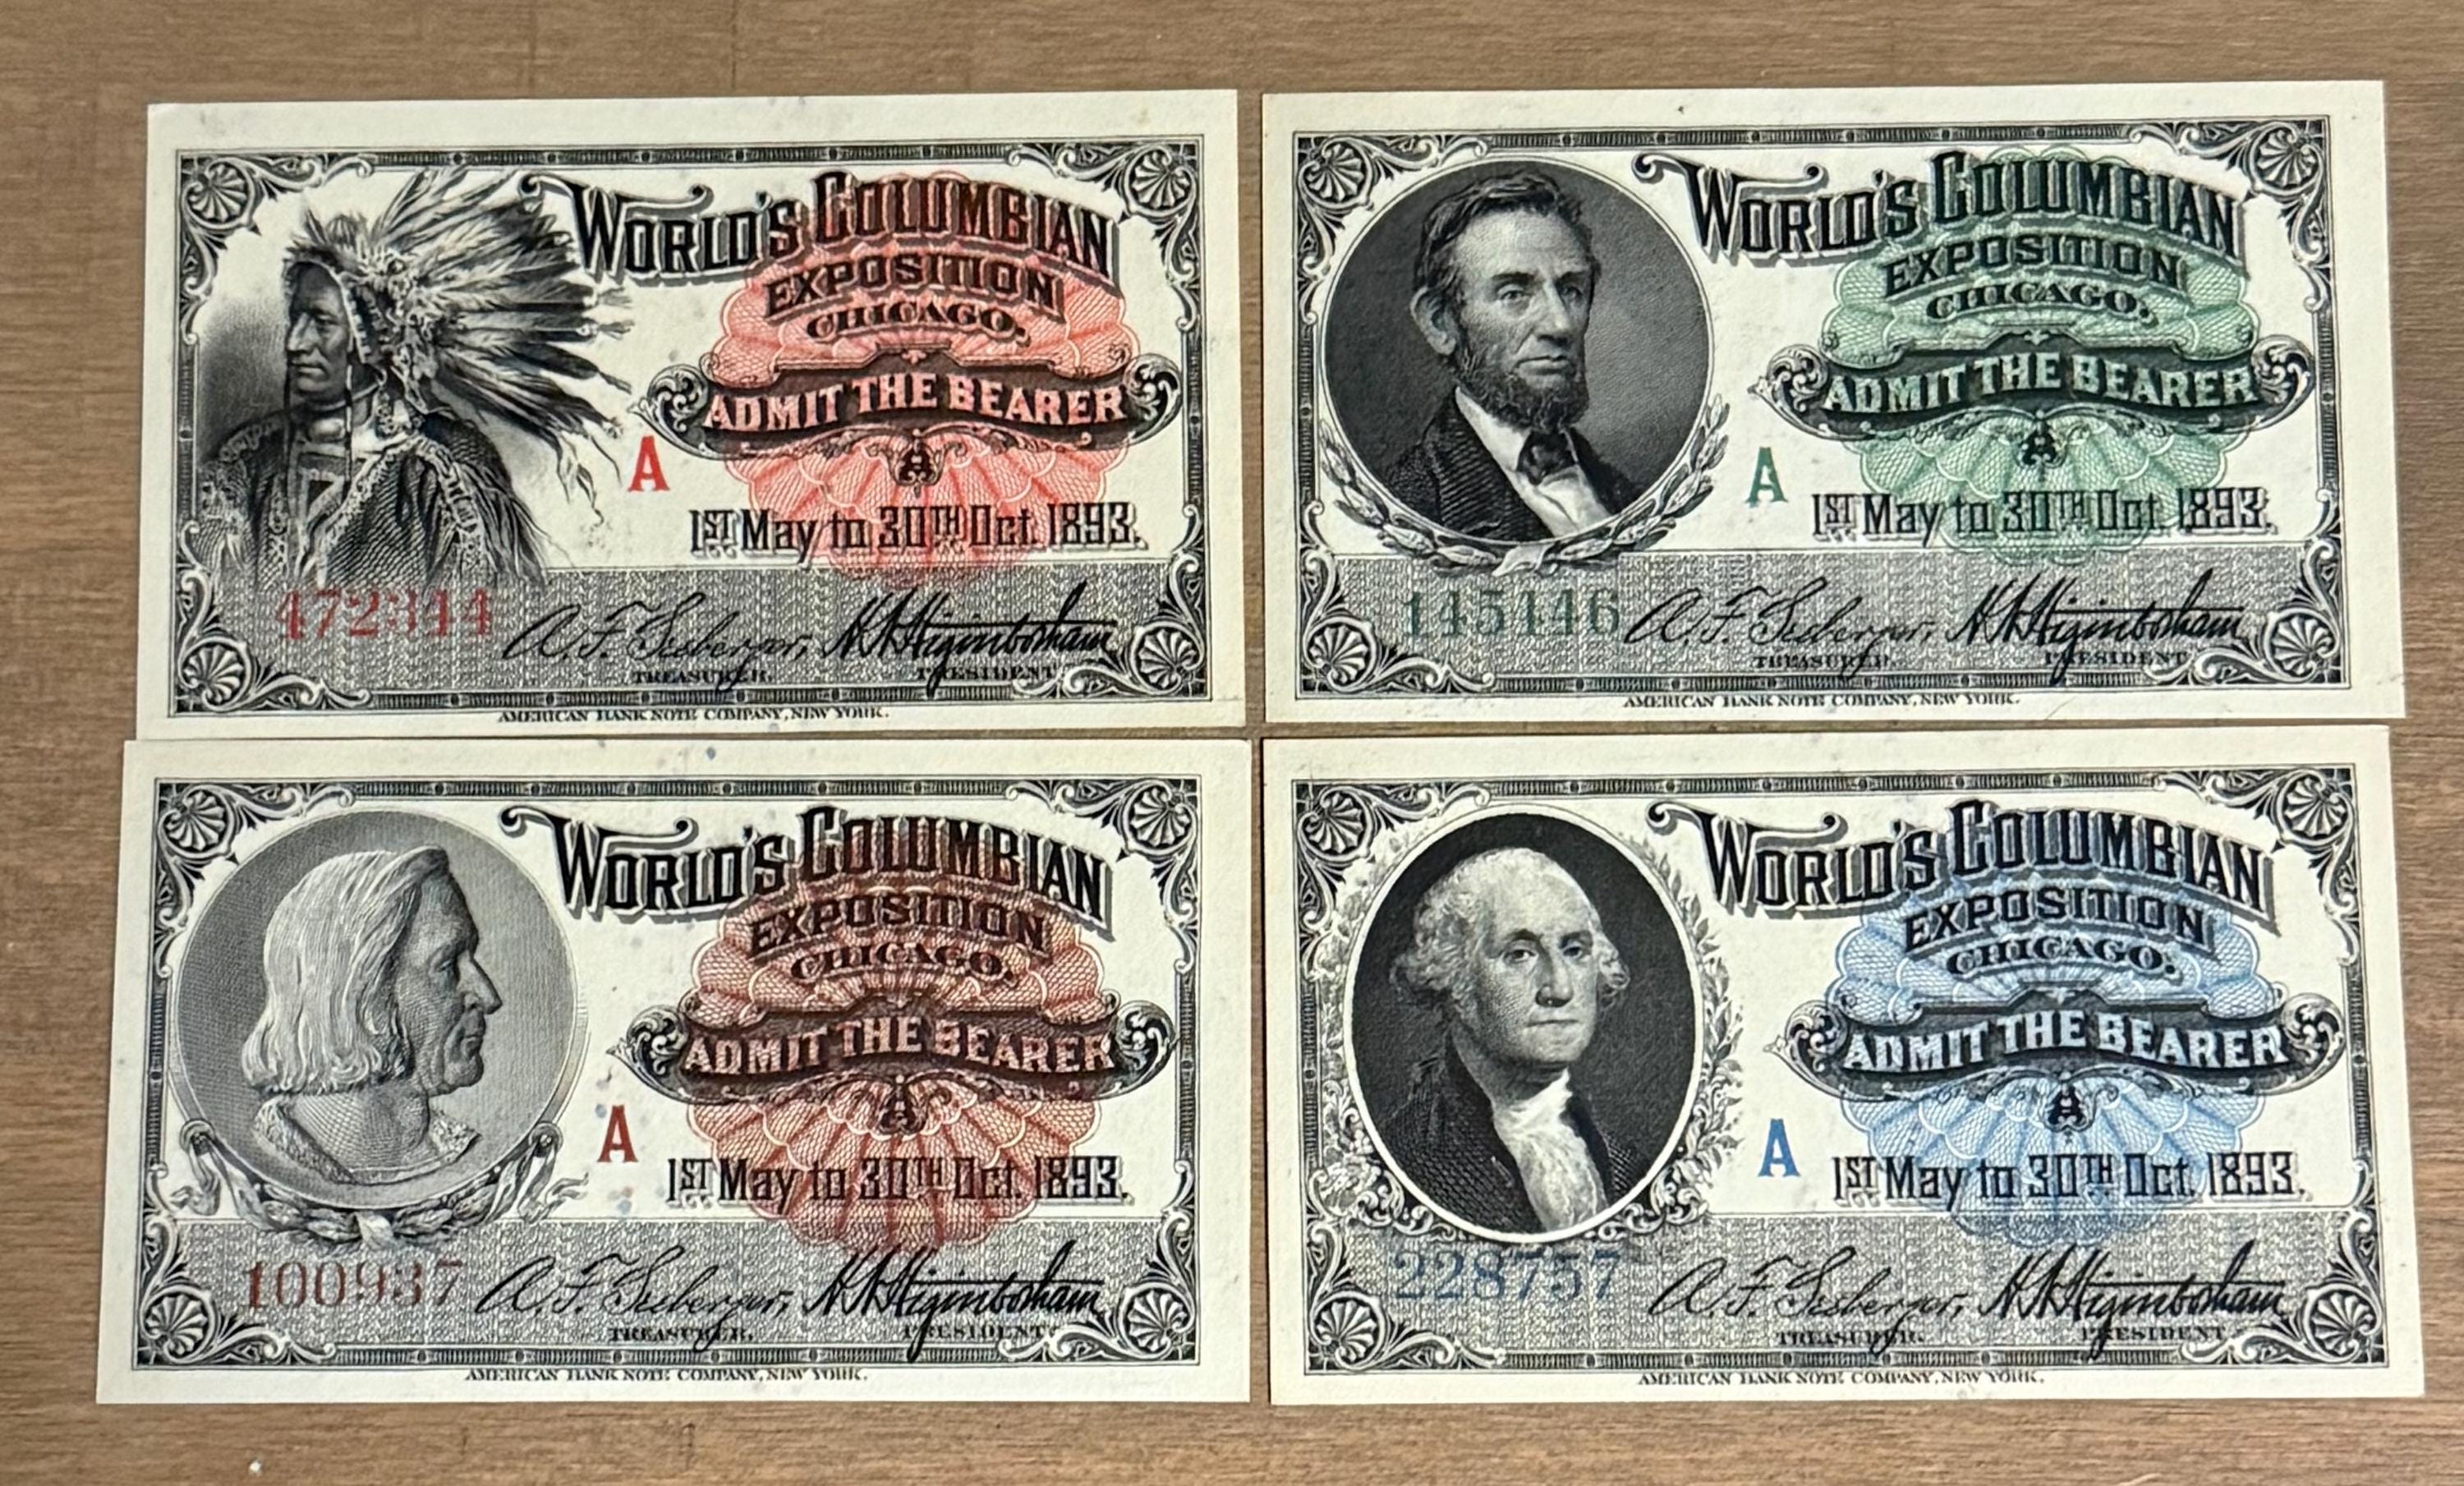 WORLD'S COLUMBIAN
EXPOSITION
CHICAGO.
ADMIT THE BEARER
A
A
1ST May to 30TH Oct. 1893.
472344
A. F. Seeberger,
TREASURER.
H. N. Higinbotham
PRESIDENT
AMERICAN BANK NOTE COMPANY, NEW YORK.
WORLD'S COLUMBIAN
EXPOSITION
CHICAGO.
ADMIT THE BEARER
A
A
1ST May to 30TH Oct. 1893.
145446
A. F. Seeberger,
TREASURER.
H. N. Higinbotham
PRESIDENT
AMERICAN BANK NOTE COMPANY, NEW YORK.
WORLD'S COLUMBIAN
EXPOSITION
CHICAGO.
ADMIT THE BEARER
A
A
1ST May to 30TH Oct. 1893.
100937
A. F. Seeberger,
TREASURER.
H. N. Higinbotham
PRESIDENT
AMERICAN BANK NOTE COMPANY, NEW YORK.
WORLD'S COLUMBIAN
EXPOSITION
CHICAGO.
ADMIT THE BEARER
A
A
1ST May to 30TH Oct. 1893.
228757
A. F. Seeberger,
TREASURER.
H. N. Higinbotham
PRESIDENT
AMERICAN BANK NOTE COMPANY, NEW YORK.